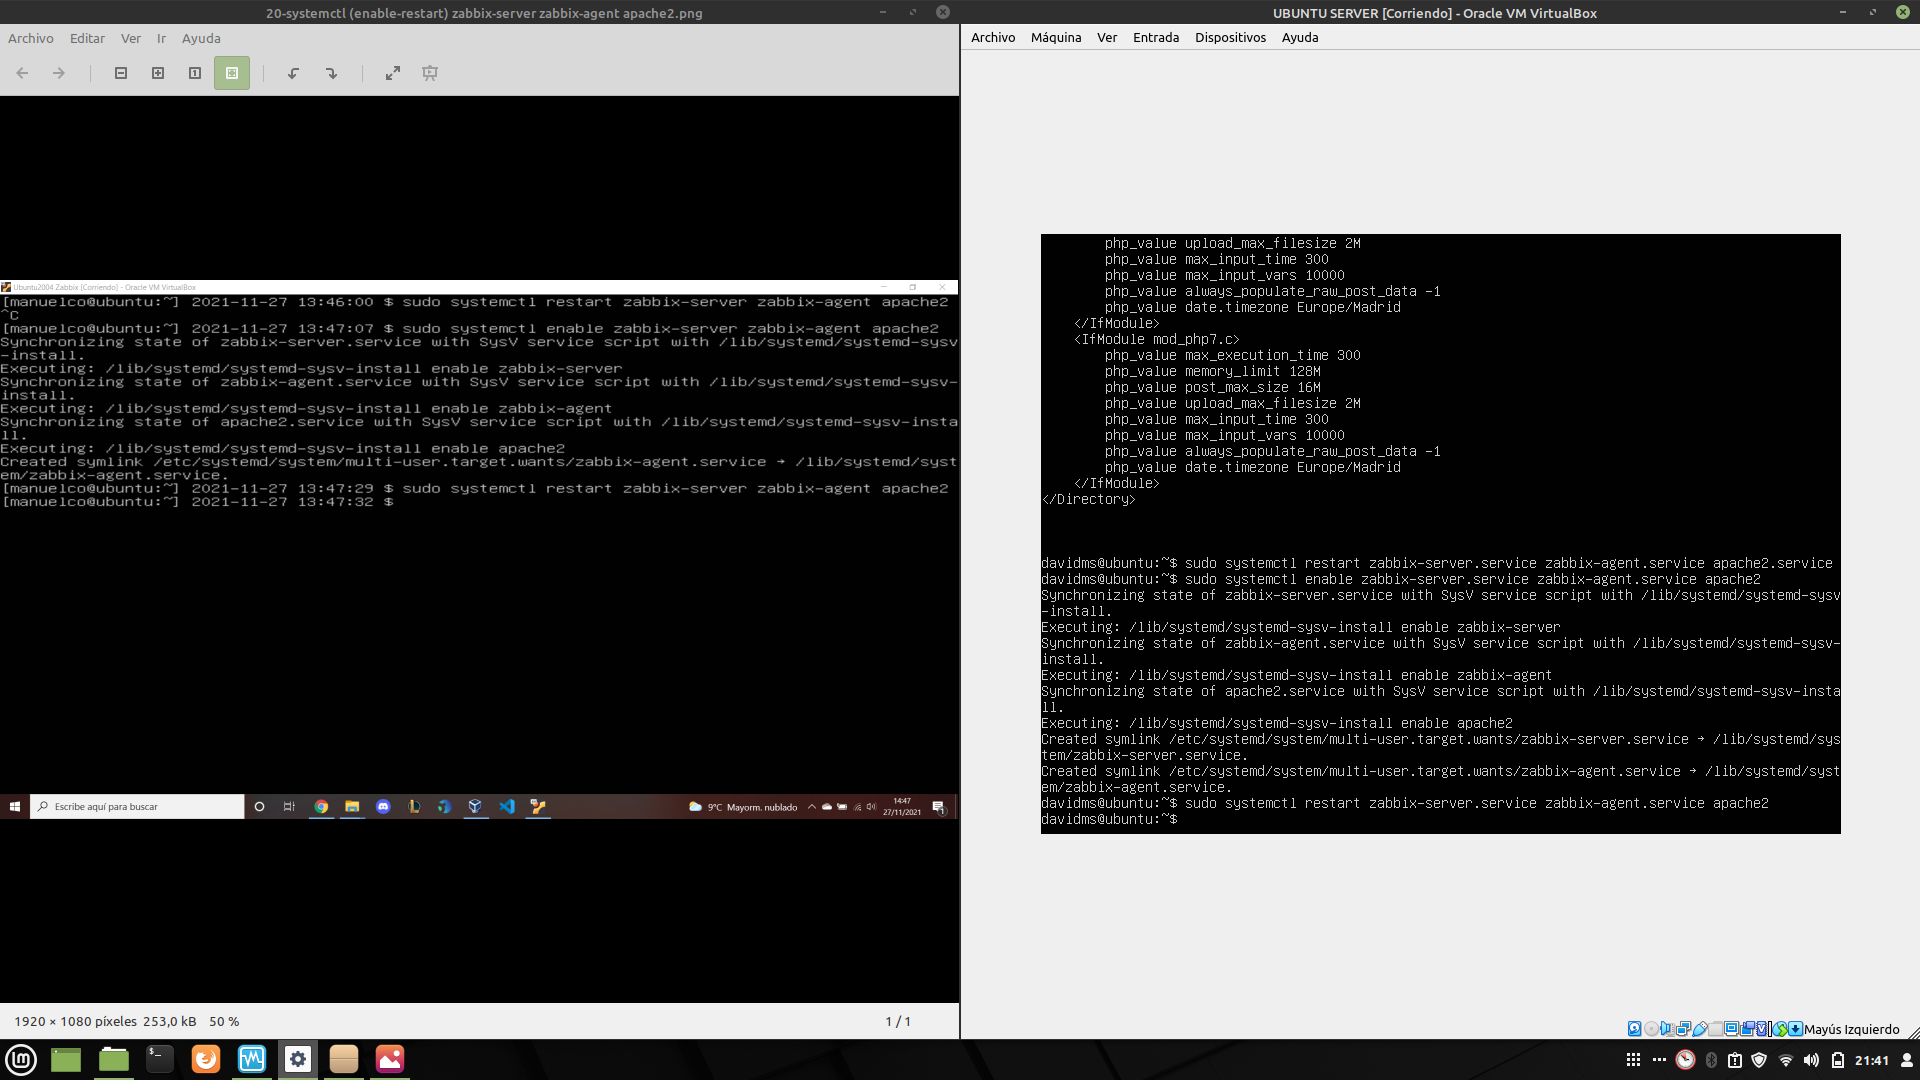 20-systemctl (enable-restart) zabbix-server zabbix-agent apache2.png
Archivo Editar Ver Ir Ayuda
Ubuntu2004 Zabbix [Corriendo] - Oracle VM VirtualBox
[manuelco@ubuntu:~] 2021-11-27 13:46:00 $ sudo systemctl restart zabbix-server zabbix-agent apache2
^C
[manuelco@ubuntu:~] 2021-11-27 13:47:07 $ sudo systemctl enable zabbix-server zabbix-agent apache2
Synchronizing state of zabbix-server.service with SysV service script with /lib/systemd/systemd-sysv
-install.
Executing: /lib/systemd/systemd-sysv-install enable zabbix-server
Synchronizing state of zabbix-agent.service with SysV service script with /lib/systemd/systemd-sysv-
install.
Executing: /lib/systemd/systemd-sysv-install enable zabbix-agent
Synchronizing state of apache2.service with SysV service script with /lib/systemd/systemd-sysv-insta
ll.
Executing: /lib/systemd/systemd-sysv-install enable apache2
Created symlink /etc/systemd/system/multi-user.target.wants/zabbix-agent.service → /lib/systemd/syst
em/zabbix-agent.service.
[manuelco@ubuntu:~] 2021-11-27 13:47:29 $ sudo systemctl restart zabbix-server zabbix-agent apache2
[manuelco@ubuntu:~] 2021-11-27 13:47:32 $
Escribe aquí para buscar
9°C Mayorm. nublado
14:47
27/11/2021
1
1920 × 1080 píxeles 253,0 kB 50 %
1 / 1
UBUNTU SERVER [Corriendo] - Oracle VM VirtualBox
Archivo Máquina Ver Entrada Dispositivos Ayuda
php_value upload_max_filesize 2M
php_value max_input_time 300
php_value max_input_vars 10000
php_value always_populate_raw_post_data -1
php_value date.timezone Europe/Madrid
</IfModule>
<IfModule mod_php7.c>
php_value max_execution_time 300
php_value memory_limit 128M
php_value post_max_size 16M
php_value upload_max_filesize 2M
php_value max_input_time 300
php_value max_input_vars 10000
php_value always_populate_raw_post_data -1
php_value date.timezone Europe/Madrid
</IfModule>
</Directory>
davidms@ubuntu:~$ sudo systemctl restart zabbix-server.service zabbix-agent.service apache2.service
davidms@ubuntu:~$ sudo systemctl enable zabbix-server.service zabbix-agent.service apache2
Synchronizing state of zabbix-server.service with SysV service script with /lib/systemd/systemd-sysv
-install.
Executing: /lib/systemd/systemd-sysv-install enable zabbix-server
Synchronizing state of zabbix-agent.service with SysV service script with /lib/systemd/systemd-sysv-
install.
Executing: /lib/systemd/systemd-sysv-install enable zabbix-agent
Synchronizing state of apache2.service with SysV service script with /lib/systemd/systemd-sysv-insta
ll.
Executing: /lib/systemd/systemd-sysv-install enable apache2
Created symlink /etc/systemd/system/multi-user.target.wants/zabbix-server.service → /lib/systemd/sys
tem/zabbix-server.service.
Created symlink /etc/systemd/system/multi-user.target.wants/zabbix-agent.service → /lib/systemd/syst
em/zabbix-agent.service.
davidms@ubuntu:~$ sudo systemctl restart zabbix-server.service zabbix-agent.service apache2
davidms@ubuntu:~$
Mayús Izquierdo
21:41